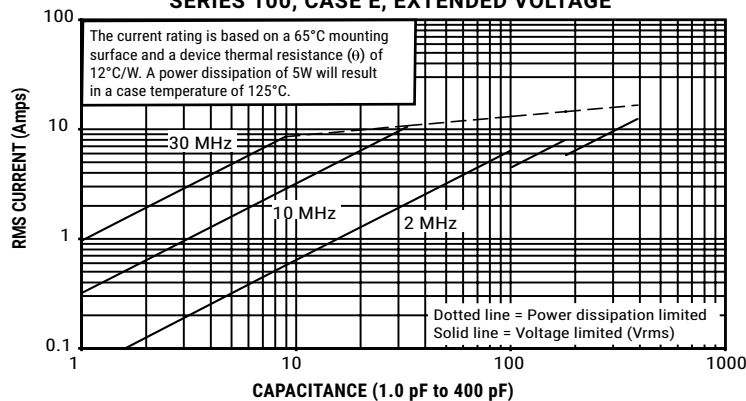 SERIES 100, CASE E, EXTENDED VOLTAGE
100
The current rating is based on a 65°C mounting
surface and a device thermal resistance (θ) of
12°C/W. A power dissipation of 5W will result
in a case temperature of 125°C.
RMS CURRENT (Amps)
10
30 MHz
10 MHz
2 MHz
1
Dotted line = Power dissipation limited
Solid line = Voltage limited (Vrms)
0.1
1
10
100
1000
CAPACITANCE (1.0 pF to 400 pF)